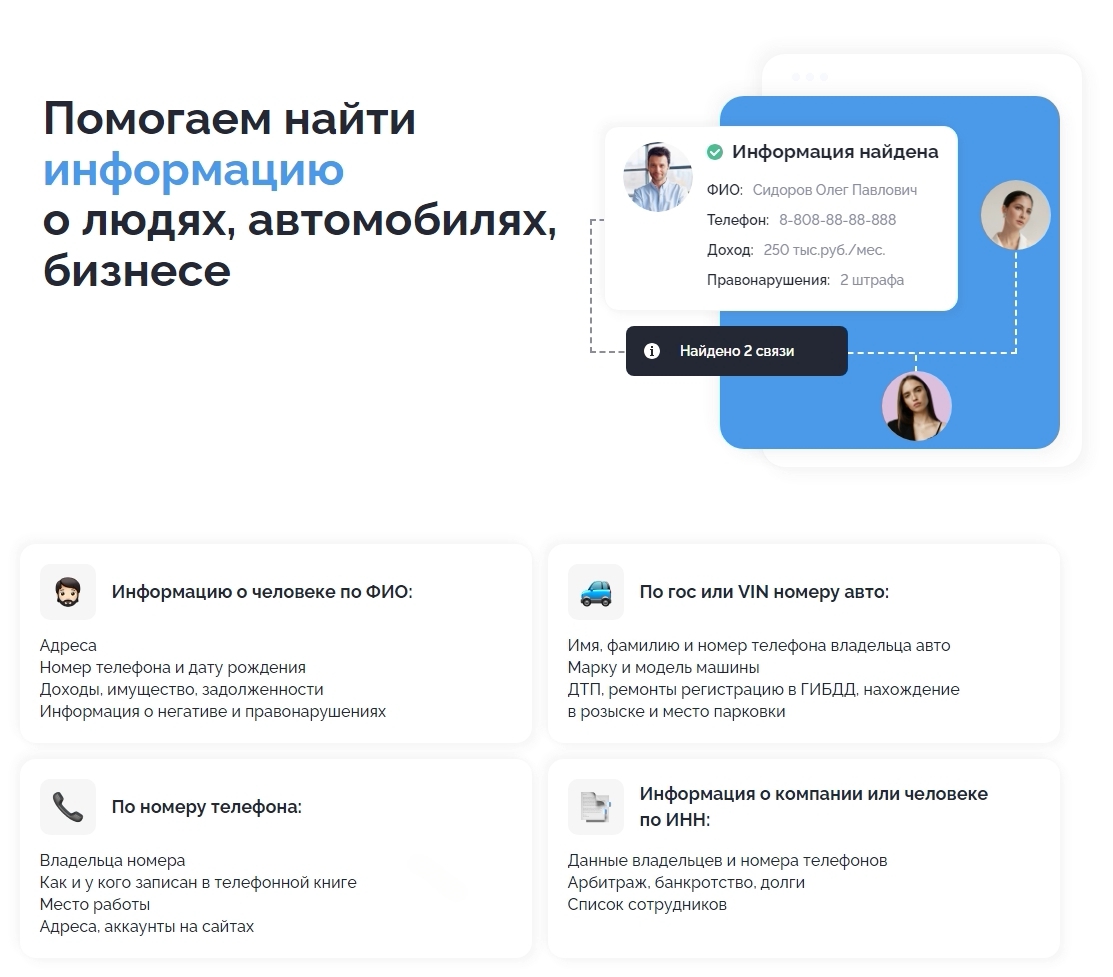 Помогаем найти
информацию
о людях, автомобилях,
бизнесе
Информация найдена
ФИО: Сидоров Олег Павлович
Телефон: 8-808-88-88-888
Доход: 250 тыс.руб./мес.
Правонарушения: 2 штрафа
Найдено 2 связи
Информацию о человеке по ФИО:
Адреса
Номер телефона и дату рождения
Доходы, имущество, задолженности
Информация о негативе и правонарушениях
По гос или VIN номеру авто:
Имя, фамилию и номер телефона владельца авто
Марку и модель машины
ДТП, ремонты регистрацию в ГИБДД, нахождение
в розыске и место парковки
По номеру телефона:
Владельца номера
Как и у кого записан в телефонной книге
Место работы
Адреса, аккаунты на сайтах
Информация о компании или человеке
по ИНН:
Данные владельцев и номера телефонов
Арбитраж, банкротство, долги
Список сотрудников